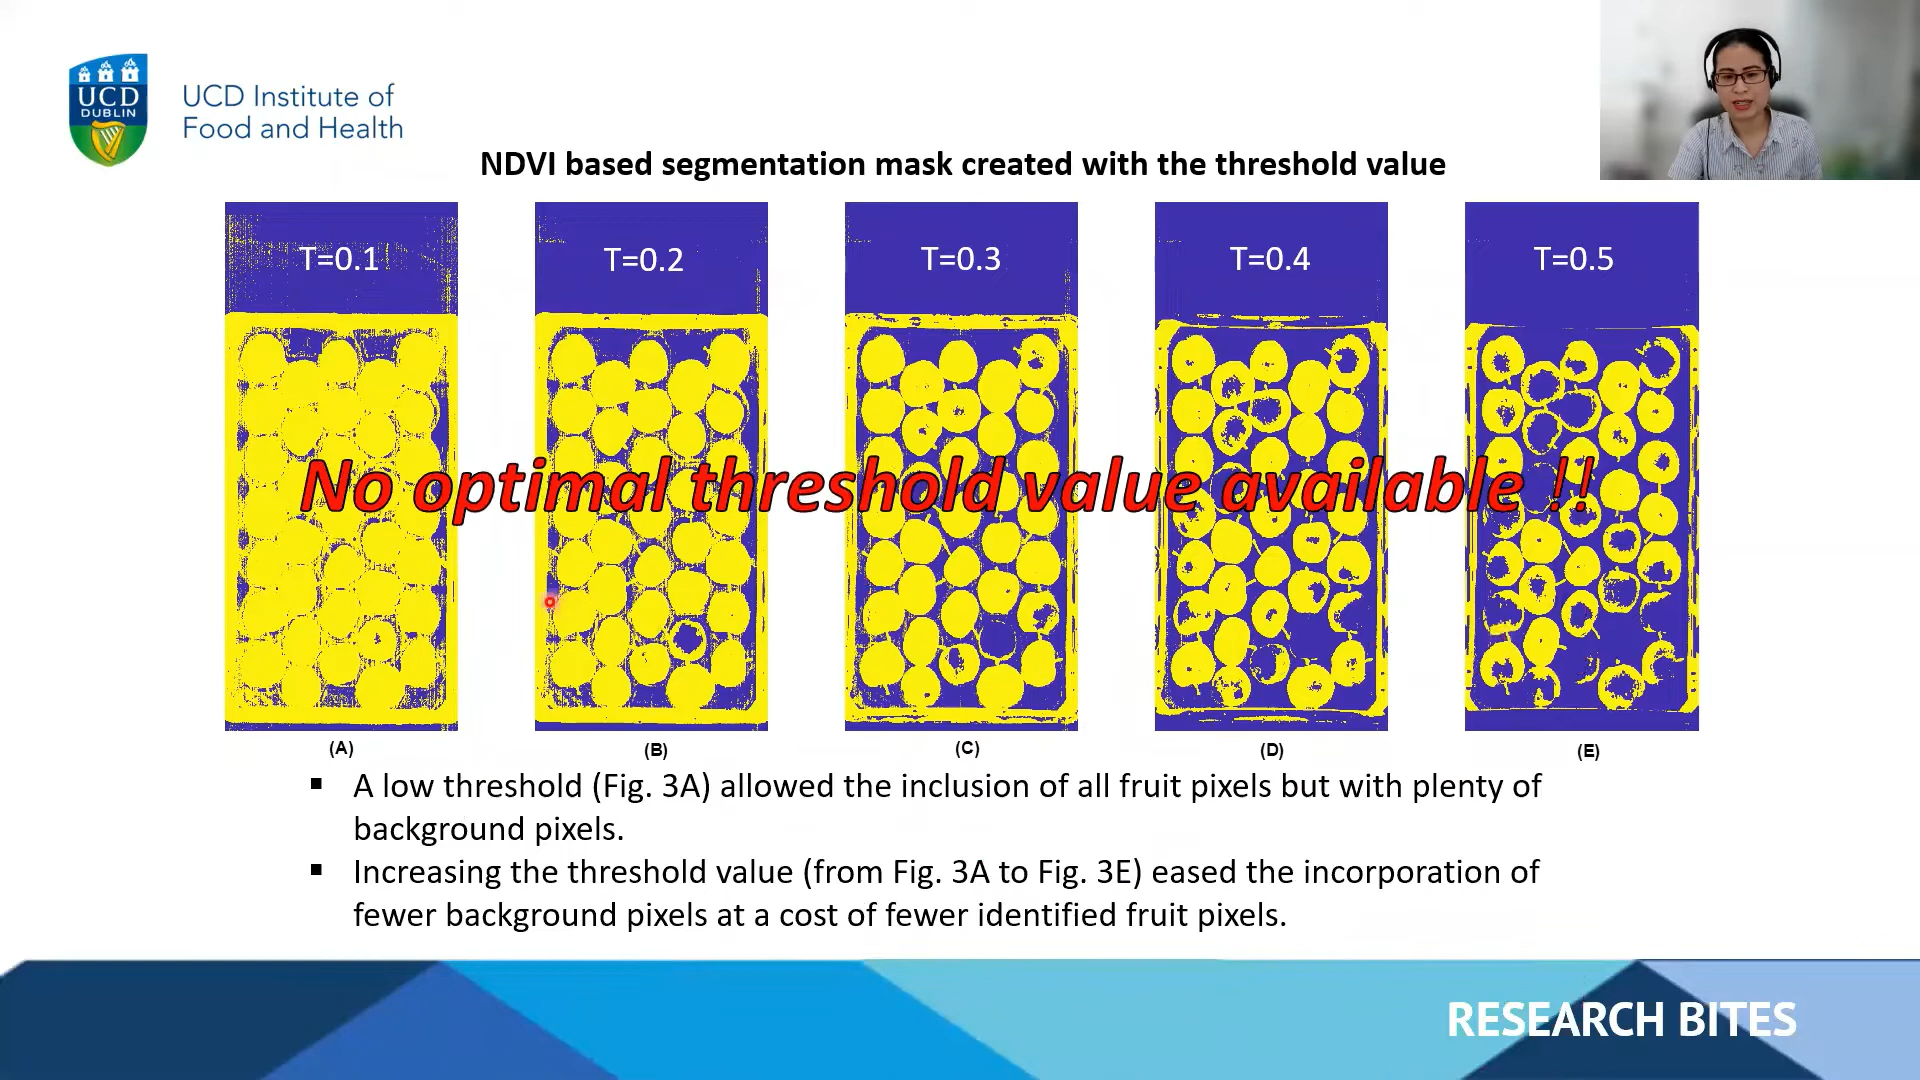 UCD
DUBLIN
UCD Institute of
Food and Health
NDVI based segmentation mask created with the threshold value
T=0.1
T=0.2
T=0.3
T=0.4
T=0.5
No optimal threshold value available !!
(A)
(B)
(C)
(D)
(E)
▪ A low threshold (Fig. 3A) allowed the inclusion of all fruit pixels but with plenty of
background pixels.
▪ Increasing the threshold value (from Fig. 3A to Fig. 3E) eased the incorporation of
fewer background pixels at a cost of fewer identified fruit pixels.
RESEARCH BITES